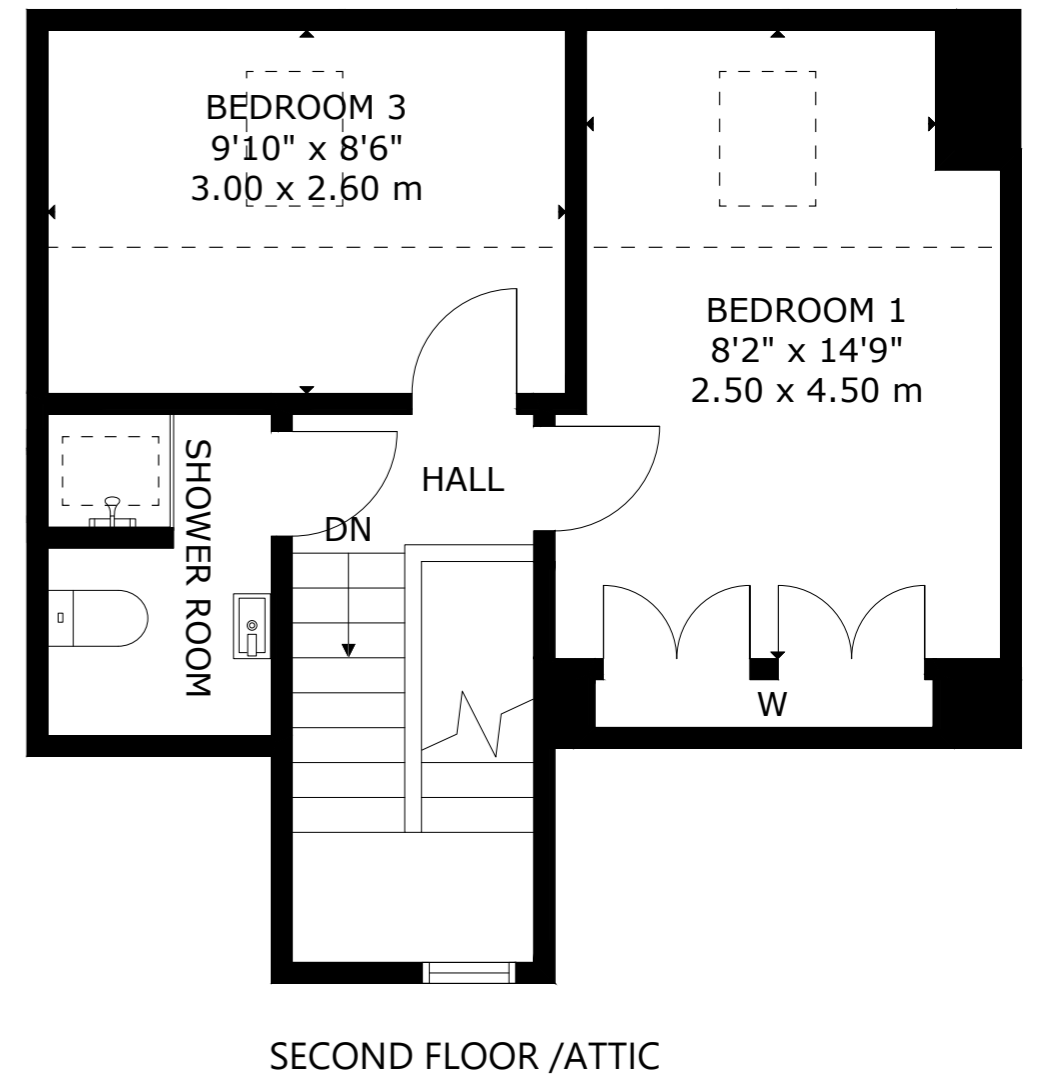 BEDROOM 3
9'10" x 8'6"
3.00 x 2.60 m
BEDROOM 1
8'2" x 14'9"
2.50 x 4.50 m
SHOWER ROOM
HALL
DN
W
SECOND FLOOR /ATTIC